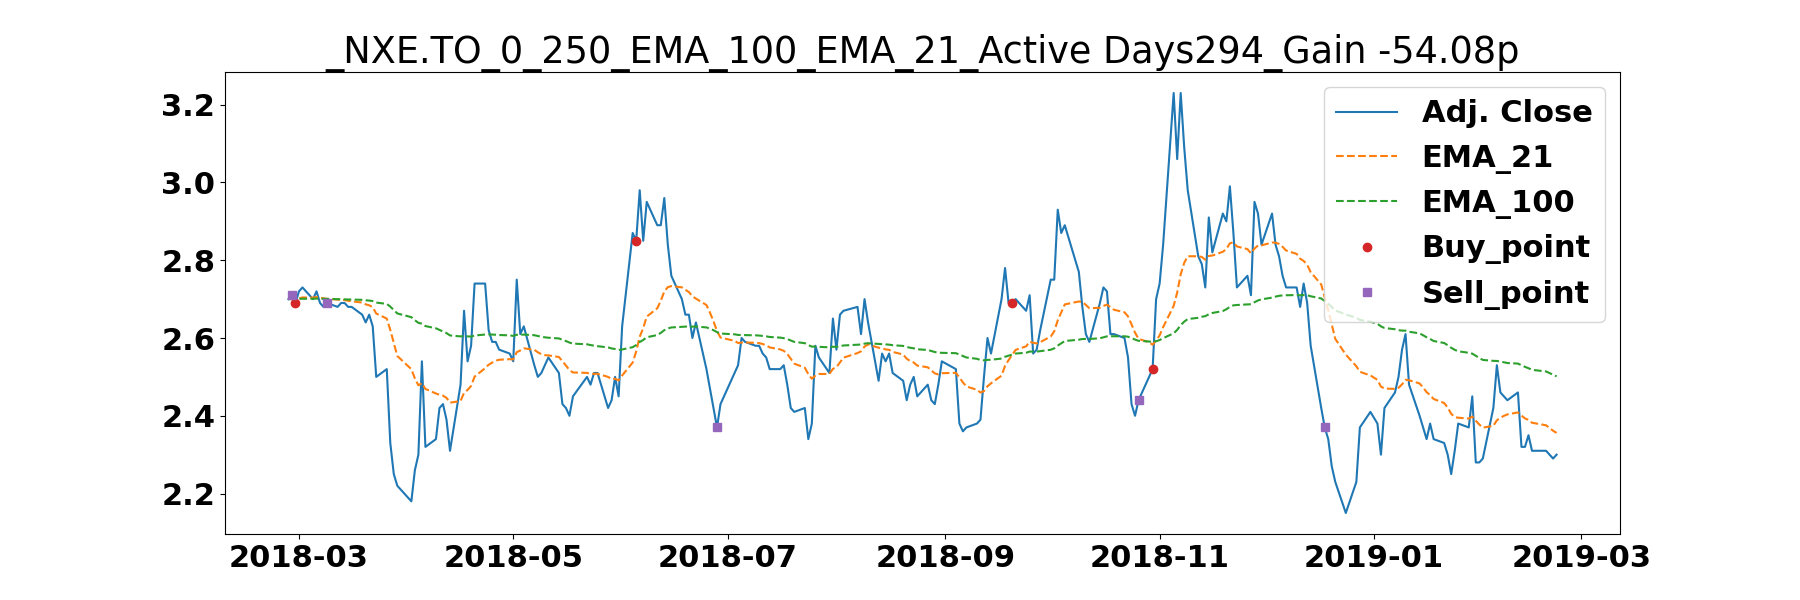 _NXE.TO_0_250_EMA_100_EMA_21_Active Days294_Gain -54.08p
3.2
3.0
2.8
2.6
2.4
2.2
Adj. Close
EMA_21
EMA_100
Buy_point
Sell_point
2018-03 2018-05 2018-07 2018-09 2018-11 2019-01 2019-03